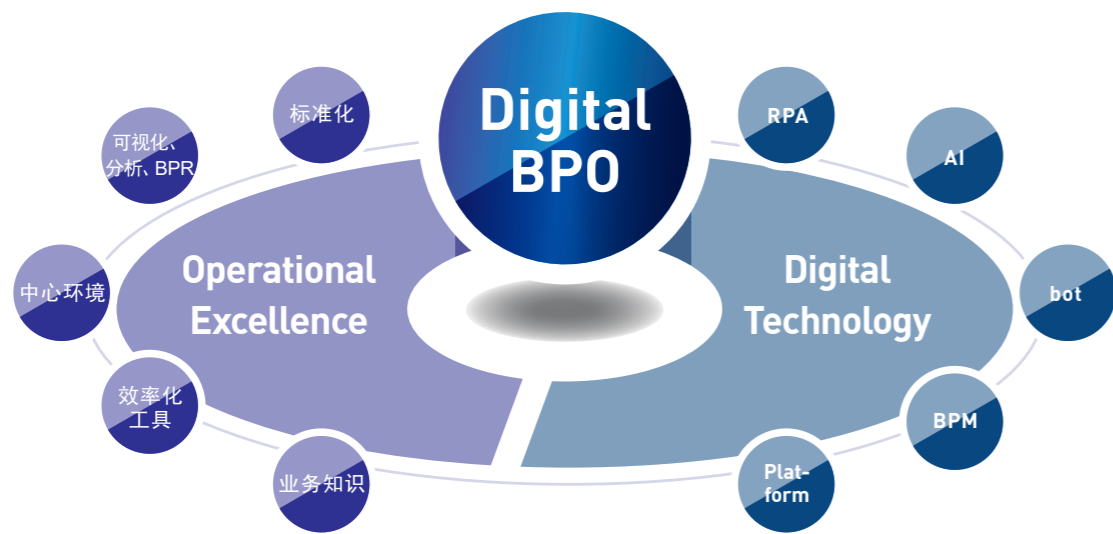 Digital
BPO
标准化
可视化、
分析、BPR
中心环境
效率化
工具
业务知识
Operational
Excellence
Digital
Technology
RPA
AI
bot
BPM
Plat-
form